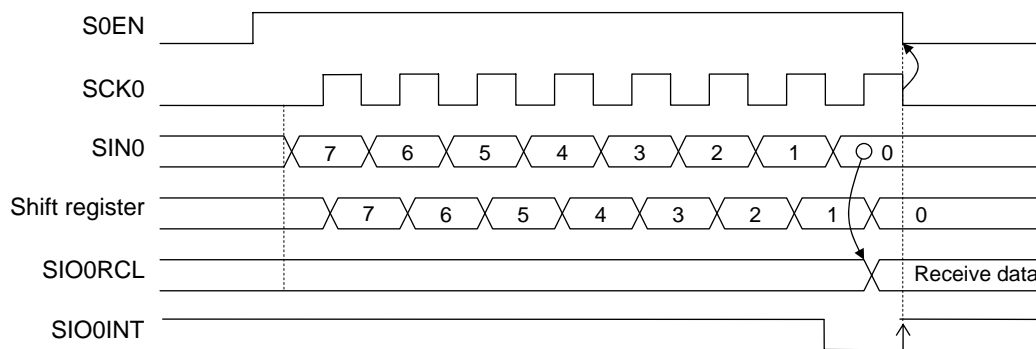 S0EN
SCK0
SIN0 7 6 5 4 3 2 1 0
Shift register 7 6 5 4 3 2 1 0
SIO0RCL Receive data
SIO0INT